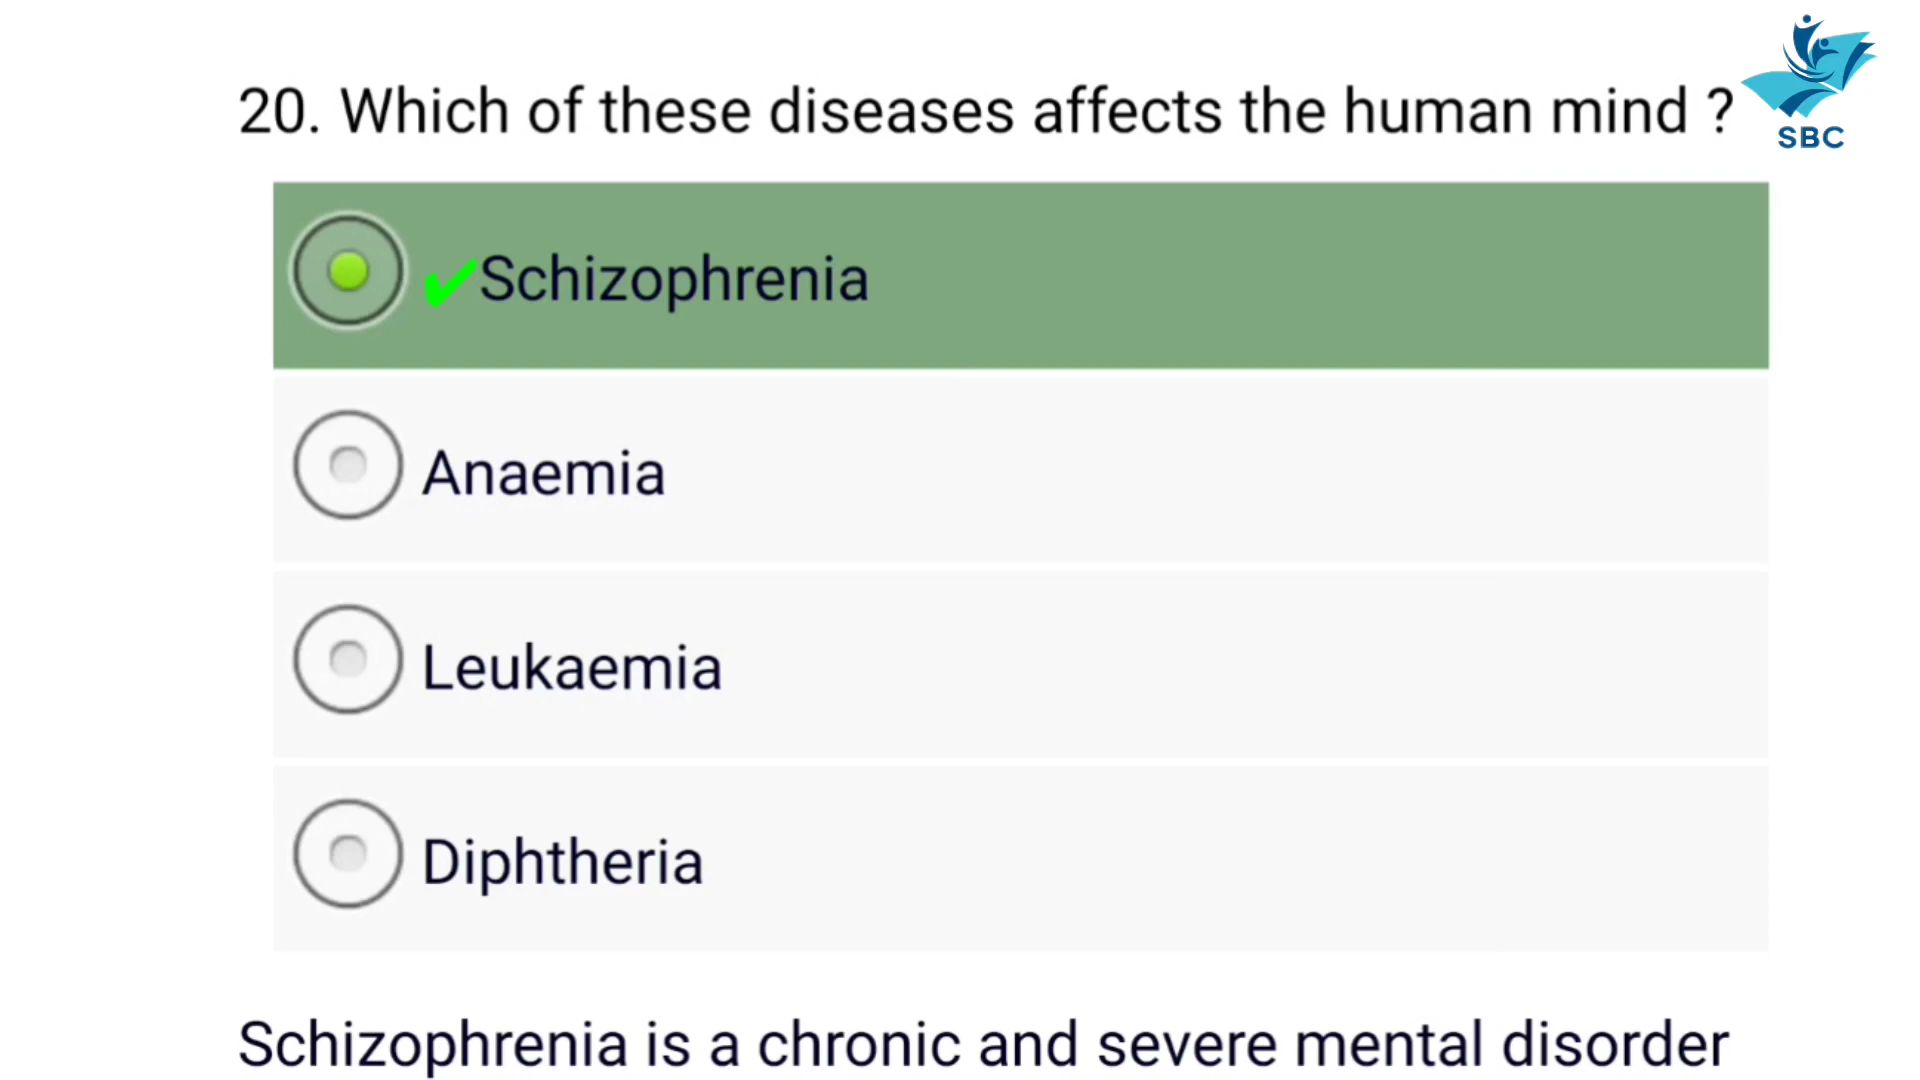 20. Which of these diseases affects the human mind ?
SBC
✔Schizophrenia
Anaemia
Leukaemia
Diphtheria
Schizophrenia is a chronic and severe mental disorder